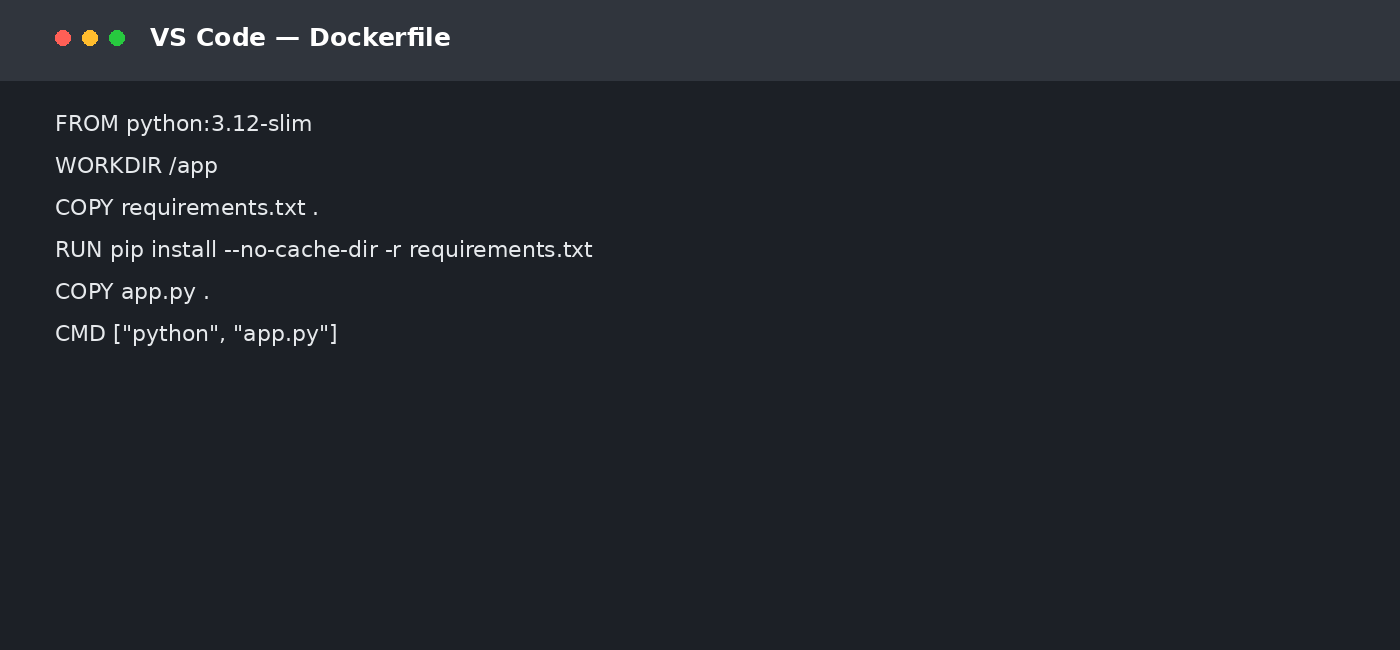 VS Code — Dockerfile
FROM python:3.12-slim
WORKDIR /app
COPY requirements.txt .
RUN pip install --no-cache-dir -r requirements.txt
COPY app.py .
CMD ["python", "app.py"]